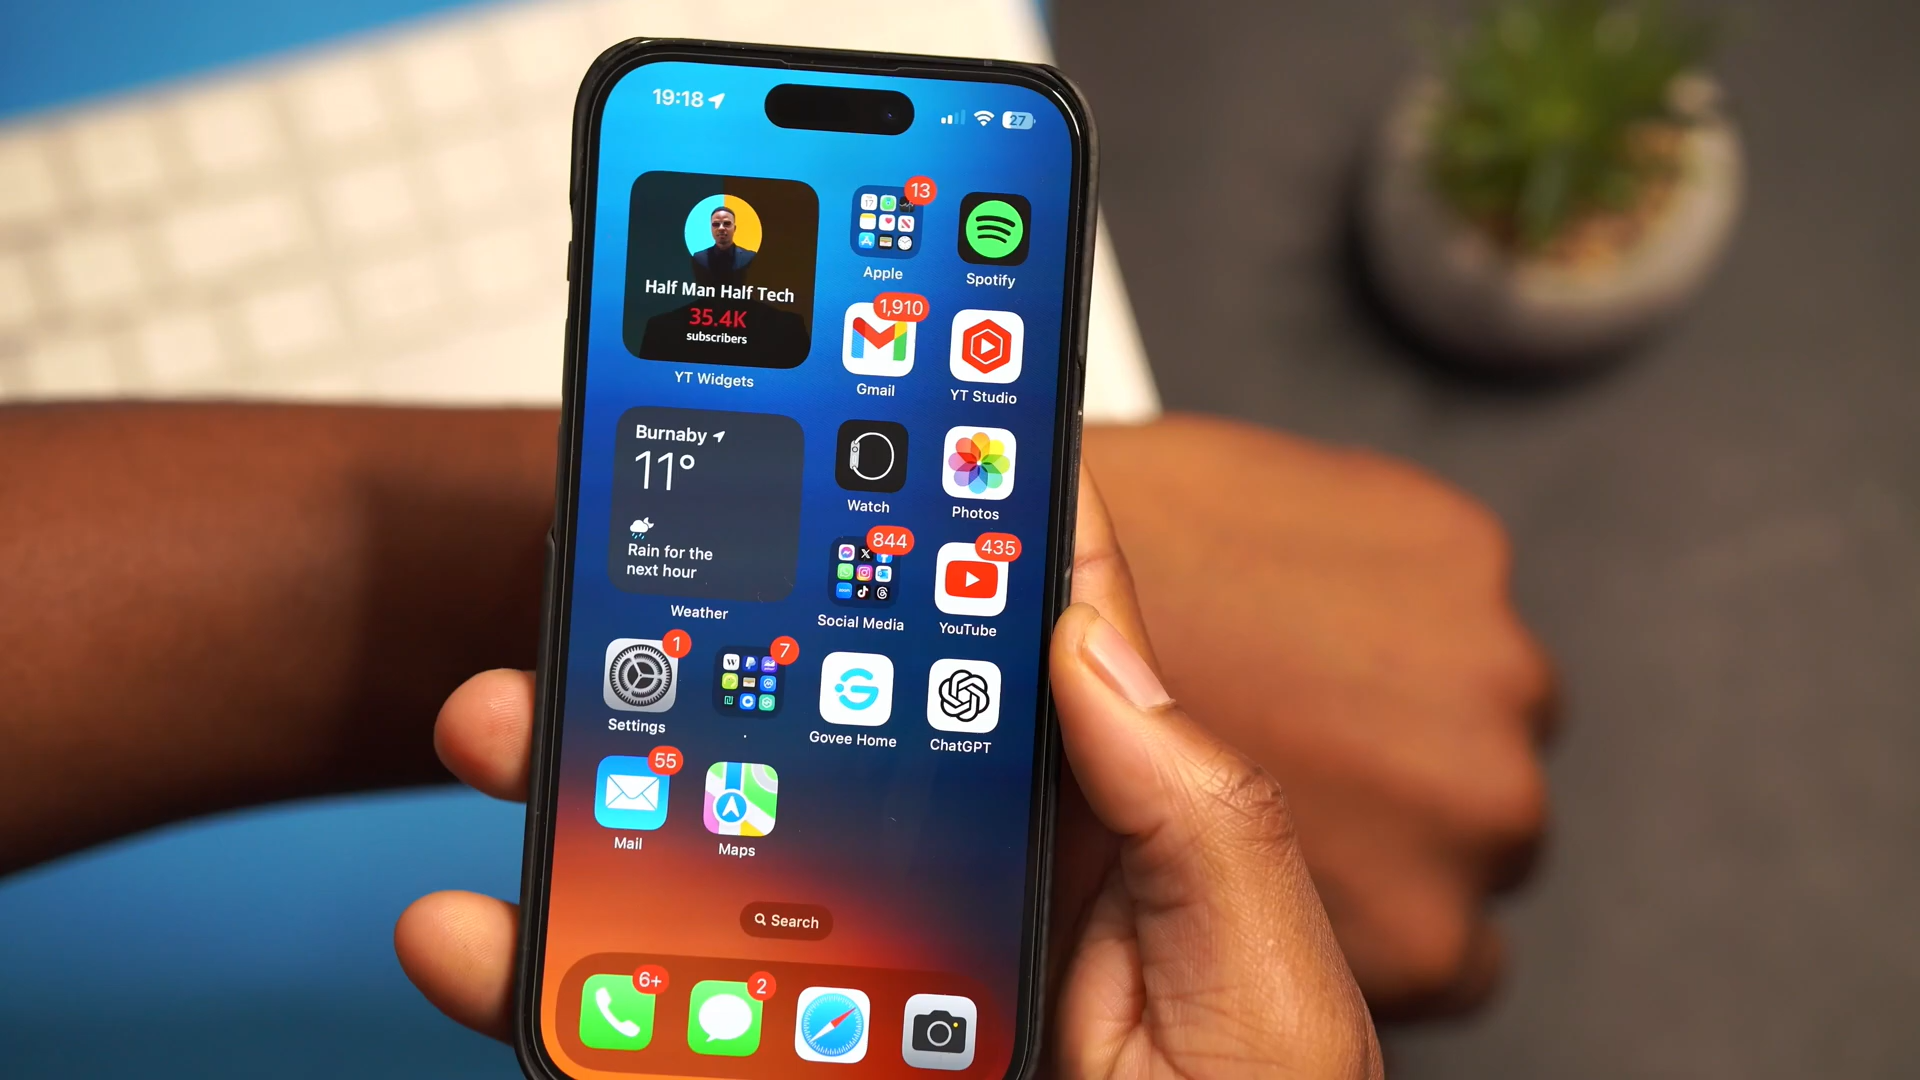 19:18
27
Half Man Half Tech
35.4K
subscribers
YT Widgets
13
Apple
Spotify
1,910
Gmail
YT Studio
Burnaby
11°
Rain for the
next hour
Weather
Watch
Photos
844
Social Media
435
YouTube
1
Settings
7
Govee Home
ChatGPT
55
Mail
Maps
Search
6+
2